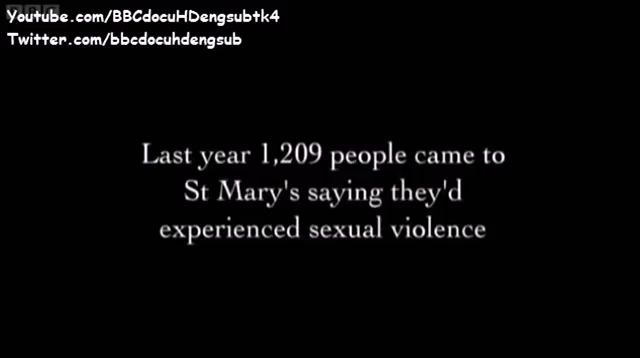 Youtube.com/BBCdocuHDengsubtk4
Twitter.com/bbcdocuhdengsub
Last year 1,209 people came to
St Mary's saying they'd
experienced sexual violence